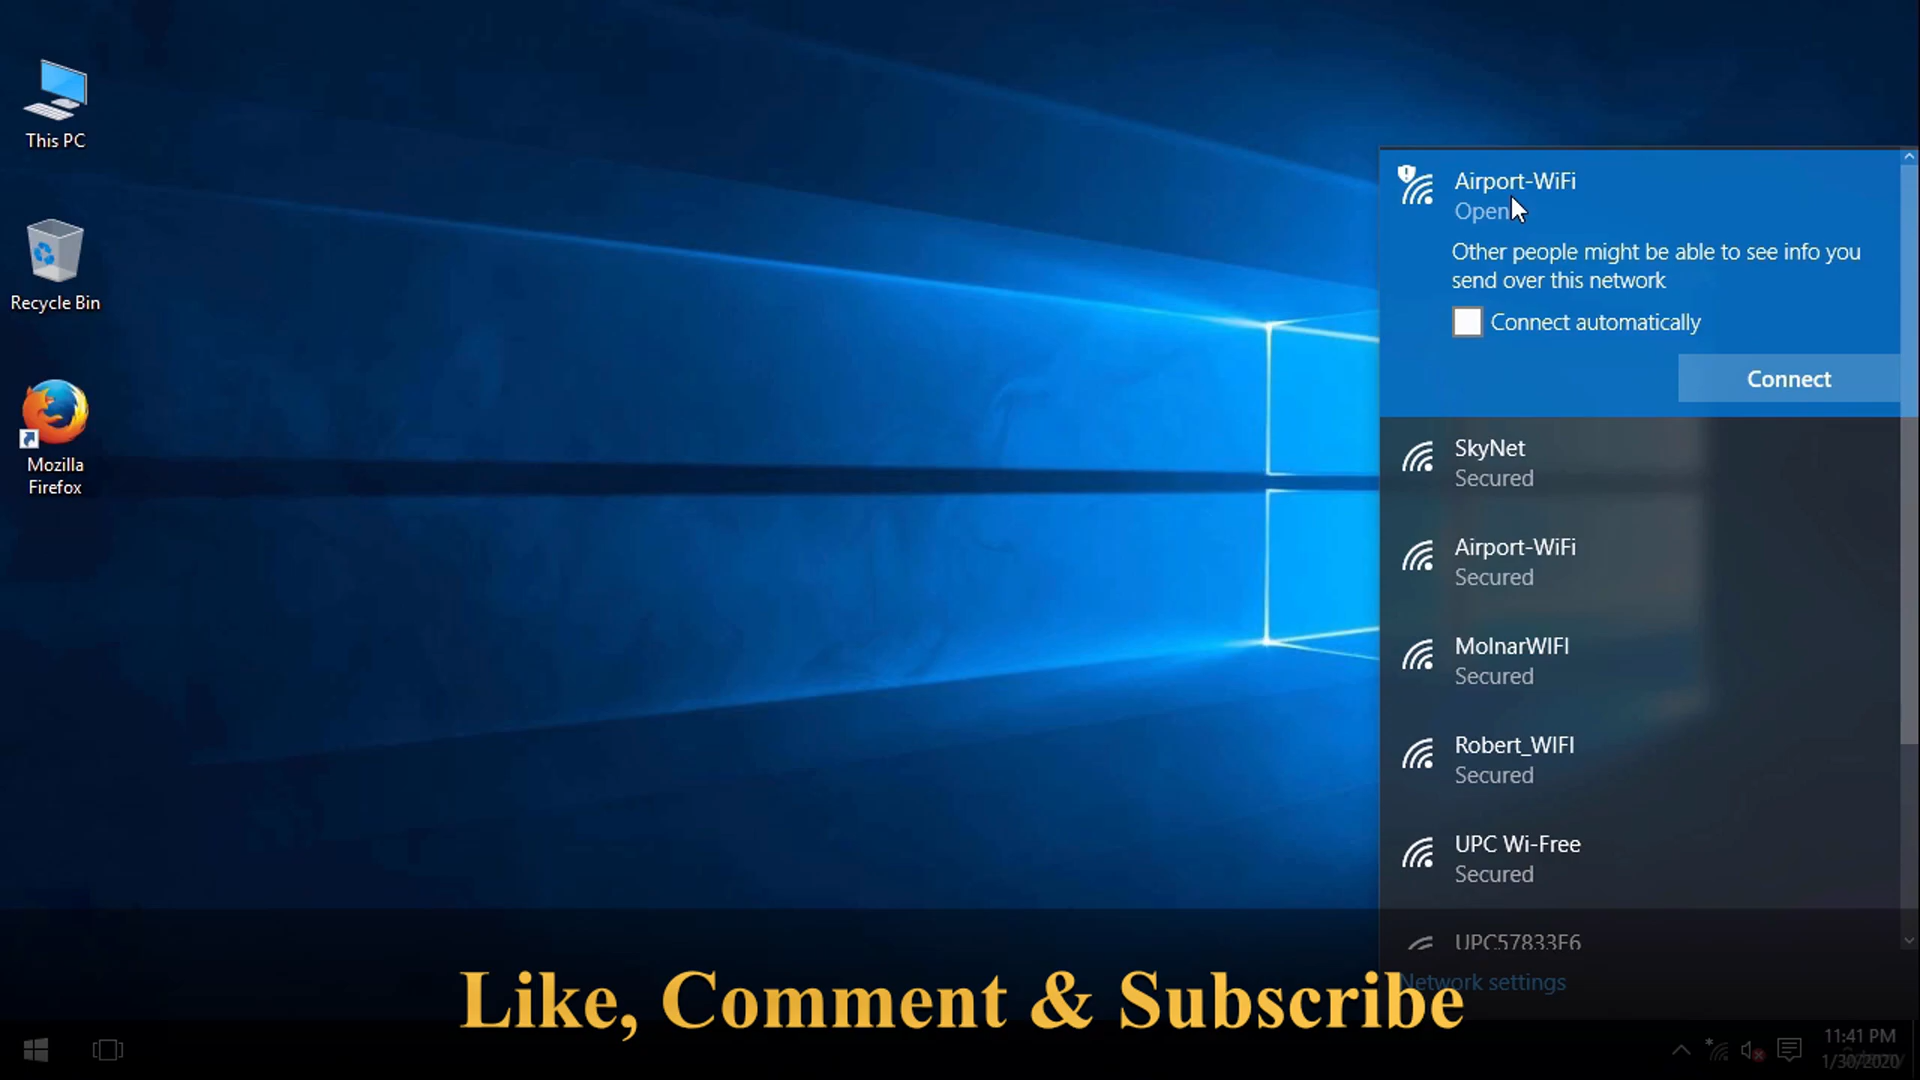 This PC
Recycle Bin
Mozilla
Firefox
Airport-WiFi
Open
Other people might be able to see info you
send over this network
Connect automatically
Connect
SkyNet
Secured
Airport-WiFi
Secured
MolnarWIFI
Secured
Robert_WIFI
Secured
UPC Wi-Free
Secured
UPC57833F6
Network settings
Like, Comment & Subscribe
11:41 PM
1/30/2020